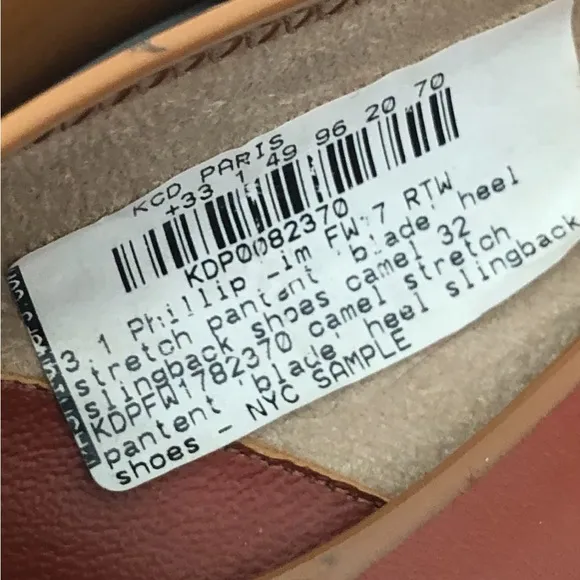 KCD PARIS
+33 1 49 96 20 70
KDP0082370
3.1 Phillip -im FW17 RTW
stretch pantent 'blade' heel
slingback shoes camel 32
KDPFW1782370 camel stretch
pantent 'blade' heel slingback
shoes - NYC SAMPLE